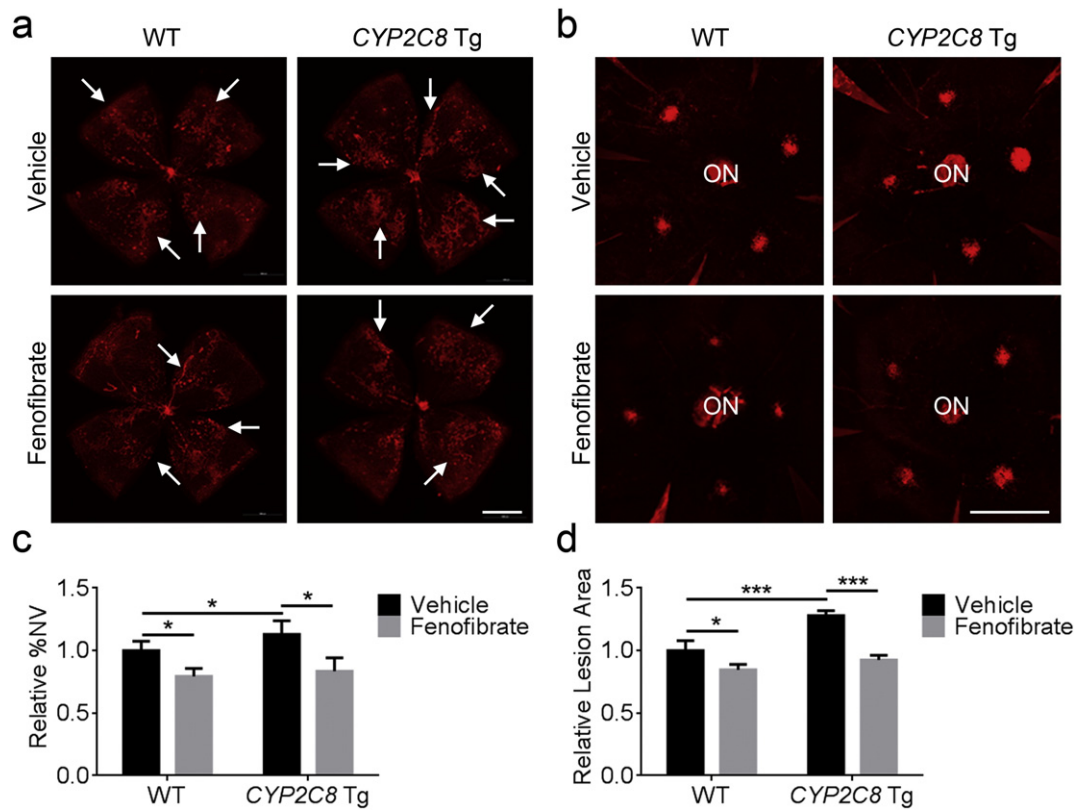 a
WT
CYP2C8 Tg
Vehicle
Fenofibrate
b
WT
CYP2C8 Tg
Vehicle
ON
ON
Fenofibrate
ON
ON
c
Relative %NV
1.5
1.0
0.5
0.0
*
*
*
Vehicle
Fenofibrate
WT
CYP2C8 Tg
d
Relative Lesion Area
1.5
1.0
0.5
0.0
***
***
*
Vehicle
Fenofibrate
WT
CYP2C8 Tg